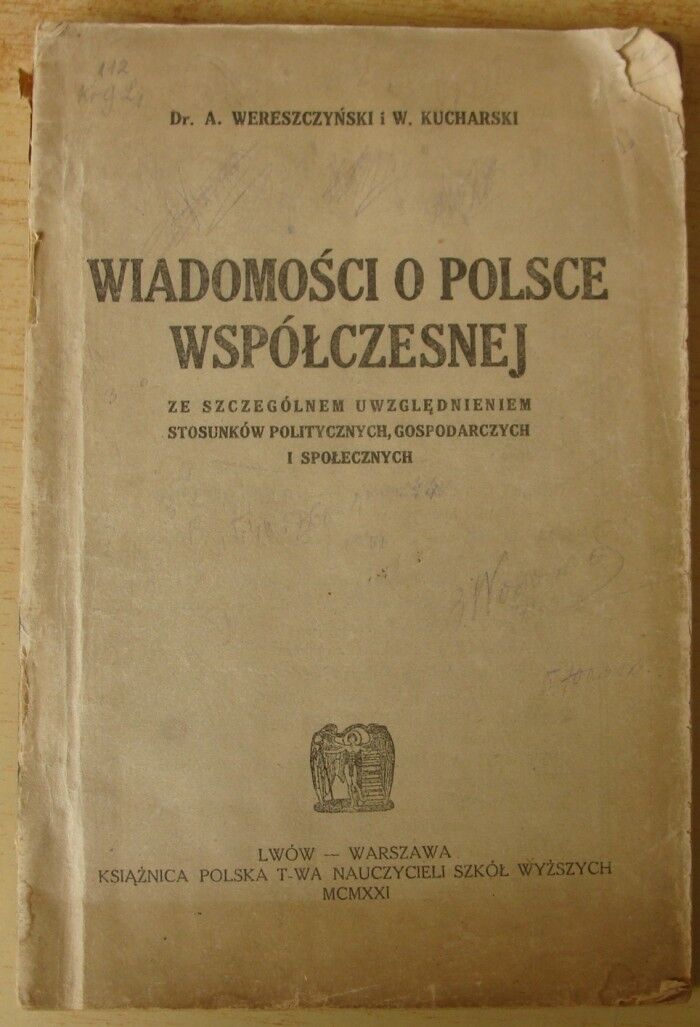 112
Dr. A. WERESZCZYŃSKI i W. KUCHARSKI
WIADOMOŚCI O POLSCE
WSPÓŁCZESNEJ
ZE SZCZEGÓLNEM UWZGLĘDNIENIEM
STOSUNKÓW POLITYCZNYCH, GOSPODARCZYCH
I SPOŁECZNYCH
LWÓW — WARSZAWA
KSIĄŻNICA POLSKA T-WA NAUCZYCIELI SZKÓŁ WYŻSZYCH
MCMXXI